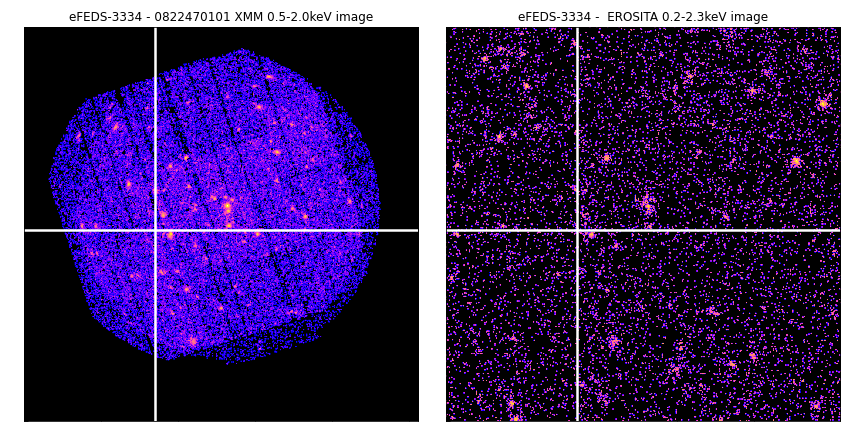 eFEDS-3334 - 0822470101 XMM 0.5-2.0keV image
eFEDS-3334 -  EROSITA 0.2-2.3keV image